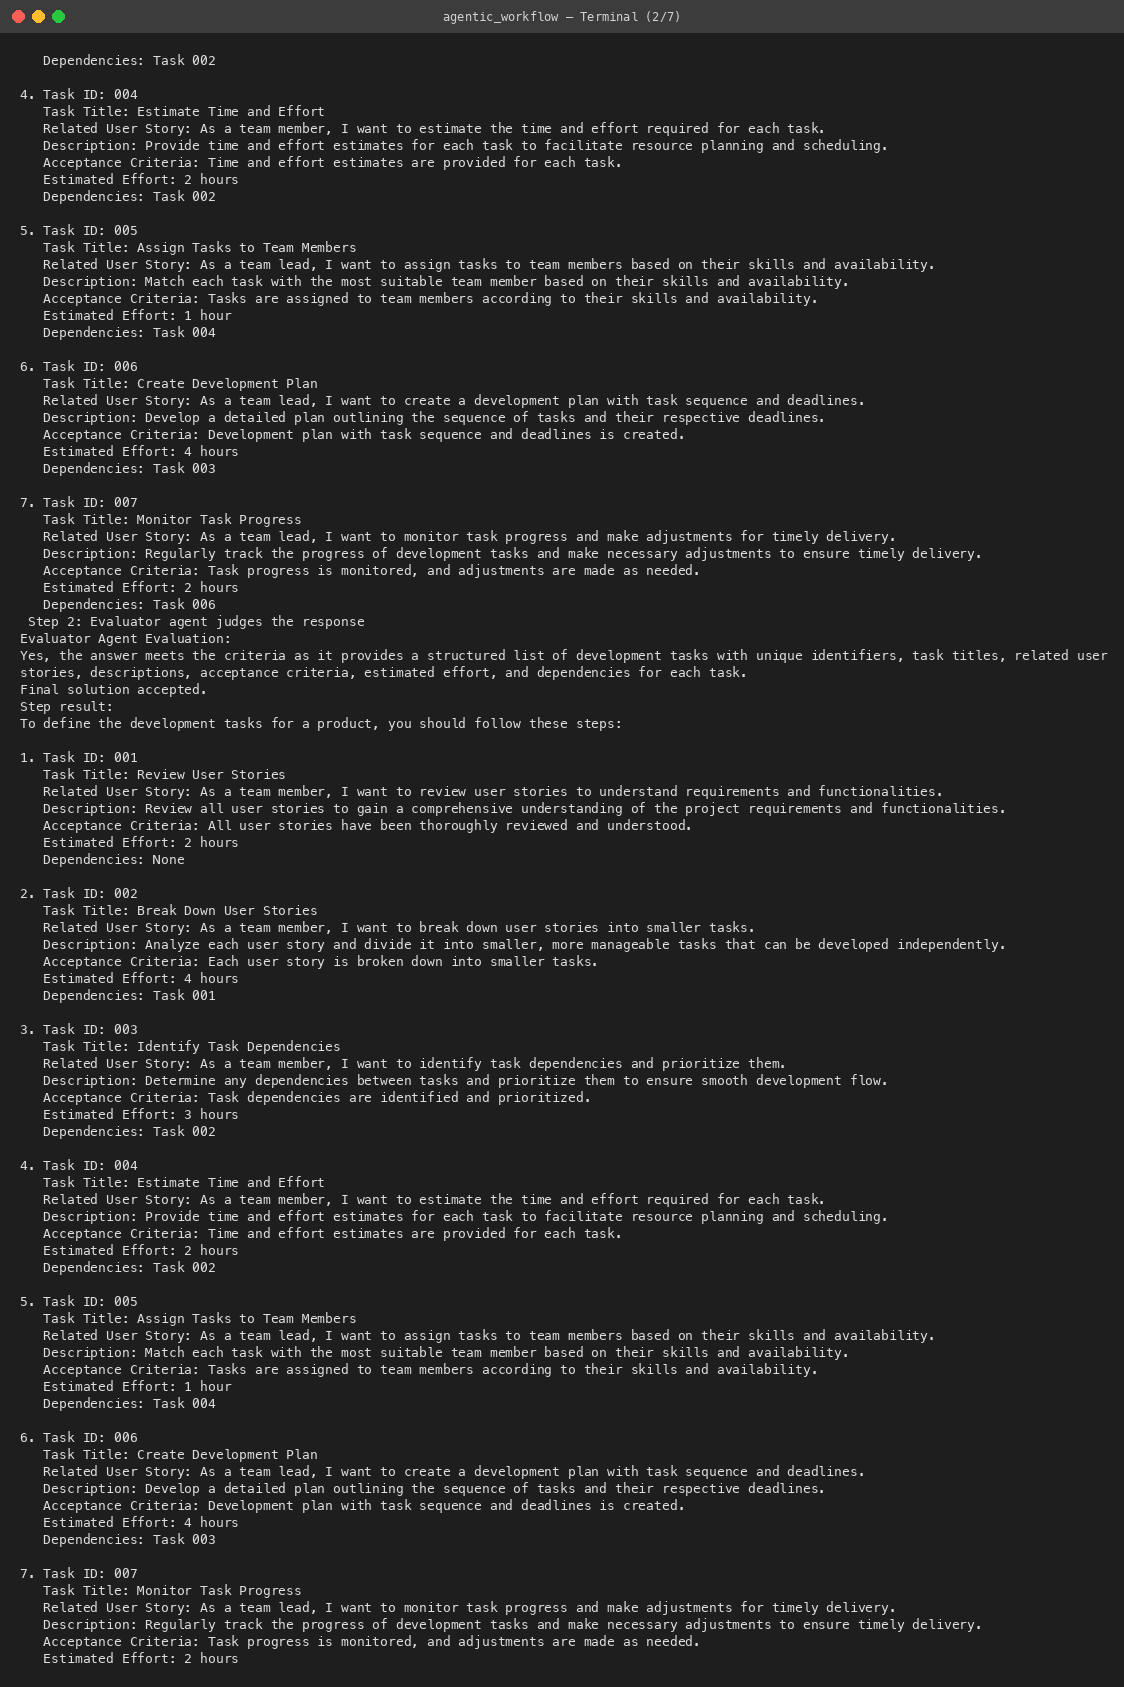 agentic_workflow — Terminal (2/7)
Dependencies: Task 002
4. Task ID: 004
Task Title: Estimate Time and Effort
Related User Story: As a team member, I want to estimate the time and effort required for each task.
Description: Provide time and effort estimates for each task to facilitate resource planning and scheduling.
Acceptance Criteria: Time and effort estimates are provided for each task.
Estimated Effort: 2 hours
Dependencies: Task 002
5. Task ID: 005
Task Title: Assign Tasks to Team Members
Related User Story: As a team lead, I want to assign tasks to team members based on their skills and availability.
Description: Match each task with the most suitable team member based on their skills and availability.
Acceptance Criteria: Tasks are assigned to team members according to their skills and availability.
Estimated Effort: 1 hour
Dependencies: Task 004
6. Task ID: 006
Task Title: Create Development Plan
Related User Story: As a team lead, I want to create a development plan with task sequence and deadlines.
Description: Develop a detailed plan outlining the sequence of tasks and their respective deadlines.
Acceptance Criteria: Development plan with task sequence and deadlines is created.
Estimated Effort: 4 hours
Dependencies: Task 003
7. Task ID: 007
Task Title: Monitor Task Progress
Related User Story: As a team lead, I want to monitor task progress and make adjustments for timely delivery.
Description: Regularly track the progress of development tasks and make necessary adjustments to ensure timely delivery.
Acceptance Criteria: Task progress is monitored, and adjustments are made as needed.
Estimated Effort: 2 hours
Dependencies: Task 006
Step 2: Evaluator agent judges the response
Evaluator Agent Evaluation:
Yes, the answer meets the criteria as it provides a structured list of development tasks with unique identifiers, task titles, related user
stories, descriptions, acceptance criteria, estimated effort, and dependencies for each task.
Final solution accepted.
Step result:
To define the development tasks for a product, you should follow these steps:
1. Task ID: 001
Task Title: Review User Stories
Related User Story: As a team member, I want to review user stories to understand requirements and functionalities.
Description: Review all user stories to gain a comprehensive understanding of the project requirements and functionalities.
Acceptance Criteria: All user stories have been thoroughly reviewed and understood.
Estimated Effort: 2 hours
Dependencies: None
2. Task ID: 002
Task Title: Break Down User Stories
Related User Story: As a team member, I want to break down user stories into smaller tasks.
Description: Analyze each user story and divide it into smaller, more manageable tasks that can be developed independently.
Acceptance Criteria: Each user story is broken down into smaller tasks.
Estimated Effort: 4 hours
Dependencies: Task 001
3. Task ID: 003
Task Title: Identify Task Dependencies
Related User Story: As a team member, I want to identify task dependencies and prioritize them.
Description: Determine any dependencies between tasks and prioritize them to ensure smooth development flow.
Acceptance Criteria: Task dependencies are identified and prioritized.
Estimated Effort: 3 hours
Dependencies: Task 002
4. Task ID: 004
Task Title: Estimate Time and Effort
Related User Story: As a team member, I want to estimate the time and effort required for each task.
Description: Provide time and effort estimates for each task to facilitate resource planning and scheduling.
Acceptance Criteria: Time and effort estimates are provided for each task.
Estimated Effort: 2 hours
Dependencies: Task 002
5. Task ID: 005
Task Title: Assign Tasks to Team Members
Related User Story: As a team lead, I want to assign tasks to team members based on their skills and availability.
Description: Match each task with the most suitable team member based on their skills and availability.
Acceptance Criteria: Tasks are assigned to team members according to their skills and availability.
Estimated Effort: 1 hour
Dependencies: Task 004
6. Task ID: 006
Task Title: Create Development Plan
Related User Story: As a team lead, I want to create a development plan with task sequence and deadlines.
Description: Develop a detailed plan outlining the sequence of tasks and their respective deadlines.
Acceptance Criteria: Development plan with task sequence and deadlines is created.
Estimated Effort: 4 hours
Dependencies: Task 003
7. Task ID: 007
Task Title: Monitor Task Progress
Related User Story: As a team lead, I want to monitor task progress and make adjustments for timely delivery.
Description: Regularly track the progress of development tasks and make necessary adjustments to ensure timely delivery.
Acceptance Criteria: Task progress is monitored, and adjustments are made as needed.
Estimated Effort: 2 hours